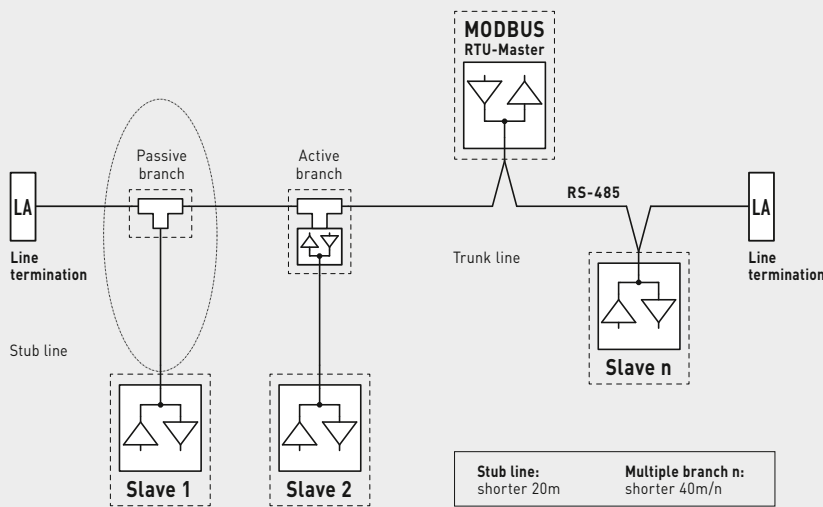 MODBUS
RTU-Master
Passive
branch
Active
branch
LA
RS-485
LA
Line
termination
Trunk line
Line
termination
Stub line
Slave n
Slave 1
Slave 2
Stub line:
shorter 20m
Multiple branch n:
shorter 40m/n